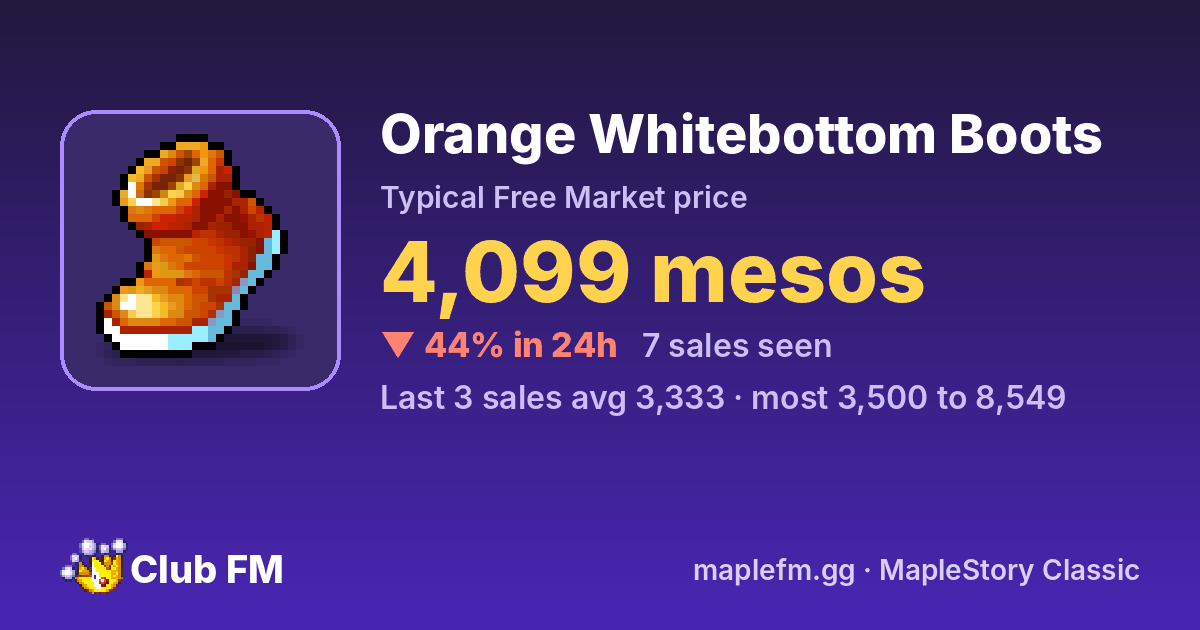 Orange Whitebottom Boots
Typical Free Market price
4,099 mesos
▼ 44% in 24h 7 sales seen
Last 3 sales avg 3,333 · most 3,500 to 8,549
Club FM
maplefm.gg · MapleStory Classic